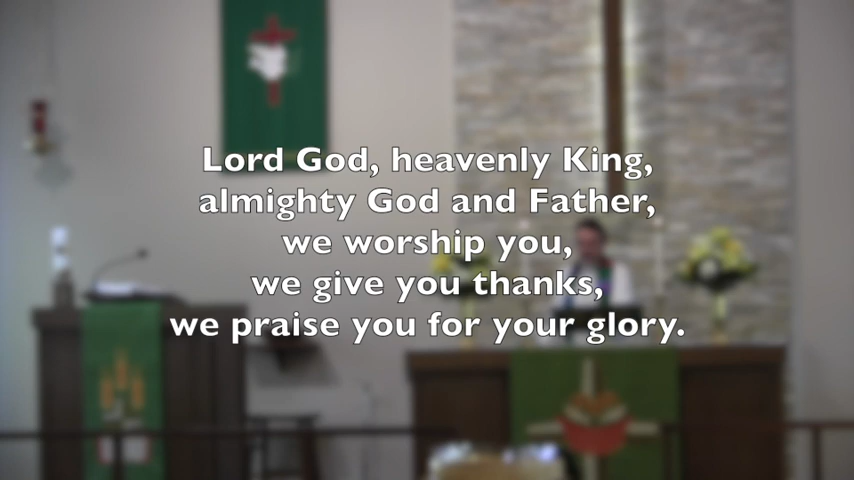 Lord God, heavenly King,
almighty God and Father,
we worship you,
we give you thanks,
we praise you for your glory.